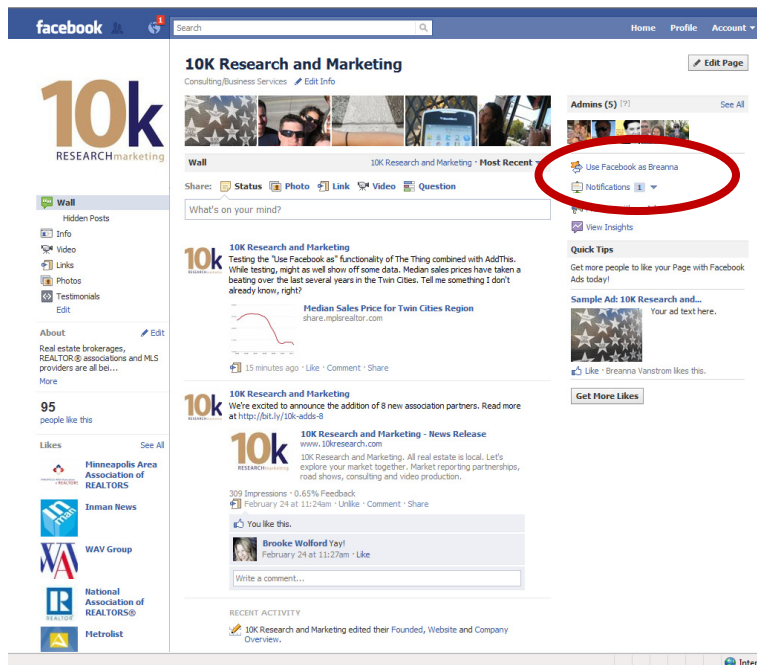 facebook
1
Search
Home Profile Account
10k
RESEARCHmarketing
Wall
Hidden Posts
Info
Video
Links
Photos
Testimonials
Edit
About Edit
Real estate brokerages,
REALTOR® associations and MLS
providers are all bei...
More
95
people like this
Likes See All
Minneapolis Area
Association of
REALTORS
Inman News
WAV Group
National
Association of
REALTORS®
Metrolist
10K Research and Marketing
Consulting/Business Services Edit Info
Wall 10K Research and Marketing · Most Recent
Share: Status Photo Link Video Question
What's on your mind?
10K Research and Marketing
Testing the "Use Facebook as" functionality of The Thing combined with AddThis.
While testing, might as well show off some data. Median sales prices have taken a
beating over the last several years in the Twin Cities. Tell me something I don't
already know, right?
Median Sales Price for Twin Cities Region
share.mplsrealtor.com
15 minutes ago · Like · Comment · Share
10K Research and Marketing
We're excited to announce the addition of 8 new association partners. Read more
at http://bit.ly/10k-adds-8
10K Research and Marketing - News Release
www.10kresearch.com
10K Research and Marketing. All real estate is local. Let's
explore your market together. Market reporting partnerships,
road shows, consulting and video production.
309 Impressions · 0.65% Feedback
February 24 at 11:24am · Unlike · Comment · Share
You like this.
Brooke Wolford Yay!
February 24 at 11:27am · Like
Write a comment...
RECENT ACTIVITY
10K Research and Marketing edited their Founded, Website and Company
Overview.
Edit Page
Admins (5) [?] See All
Use Facebook as Breanna
Notifications 1
View Insights
Quick Tips
Get more people to like your Page with Facebook
Ads today!
Sample Ad: 10K Research and...
Your ad text here.
Like · Breanna Vanstrom likes this.
Get More Likes